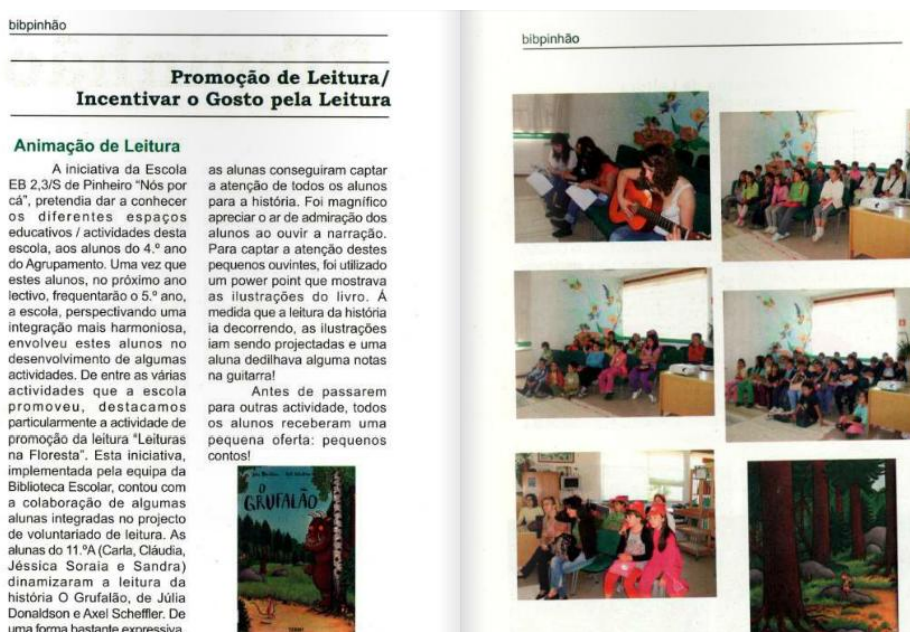 bibpinhão
Promoção de Leitura/
Incentivar o Gosto pela Leitura
Animação de Leitura
A iniciativa da Escola
EB 2,3/S de Pinheiro “Nós por
cá”, pretendia dar a conhecer
os diferentes espaços
educativos / actividades desta
escola, aos alunos do 4.º ano
do Agrupamento. Uma vez que
estes alunos, no próximo ano
lectivo, frequentarão o 5.º ano,
a escola, perspectivando uma
integração mais harmoniosa,
envolveu estes alunos no
desenvolvimento de algumas
actividades. De entre as várias
actividades que a escola
promoveu, destacamos
particularmente a actividade de
promoção da leitura “Leituras
na Floresta”. Esta iniciativa,
implementada pela equipa da
Biblioteca Escolar, contou com
a colaboração de algumas
alunas integradas no projecto
de voluntariado de leitura. As
alunas do 11.ºA (Carla, Cláudia,
Jéssica Soraia e Sandra)
dinamizaram a leitura da
história O Grufalão, de Júlia
Donaldson e Axel Scheffler. De
uma forma bastante expressiva,
as alunas conseguiram captar
a atenção de todos os alunos
para a história. Foi magnífico
apreciar o ar de admiração dos
alunos ao ouvir a narração.
Para captar a atenção destes
pequenos ouvintes, foi utilizado
um power point que mostrava
as ilustrações do livro. Á
medida que a leitura da história
ia decorrendo, as ilustrações
iam sendo projectadas e uma
aluna dedilhava alguma notas
na guitarra!
Antes de passarem
para outras actividade, todos
os alunos receberam uma
pequena oferta: pequenos
contos!
O
GRUFALÃO
bibpinhão